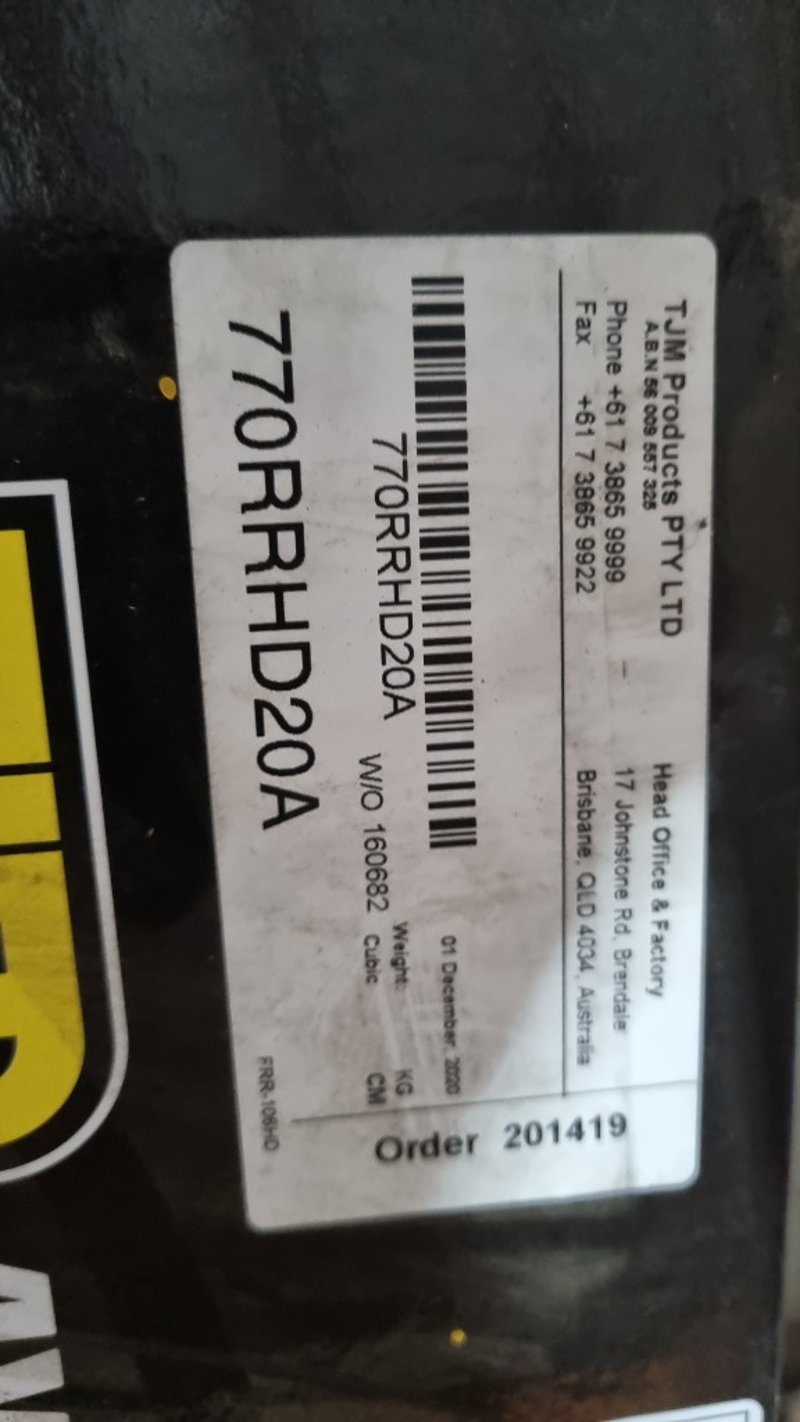 TJM Products PTY LTD
A.B.N 56 009 557 325
Phone +61 7 3865 9999
Fax +61 7 3865 9922
Head Office & Factory
17 Johnstone Rd, Brendale
Brisbane, QLD 4034, Australia
Order 201419
01 December, 2020
770RRHD20A
W/O 160682
Weight: KG
Cubic CM
770RRHD20A
FRR-106HD